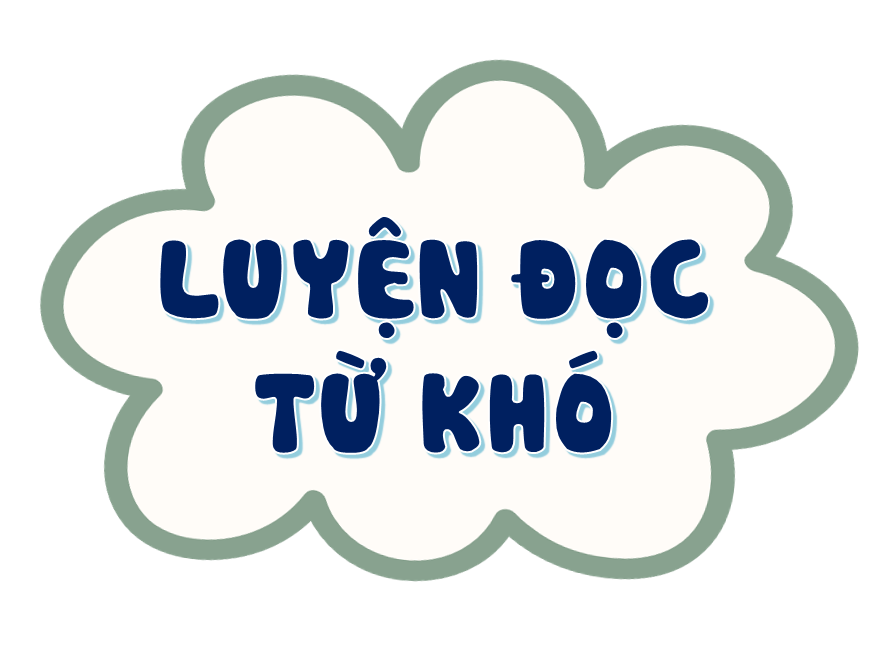 LUYỆN ĐỌC
TỪ KHÓ